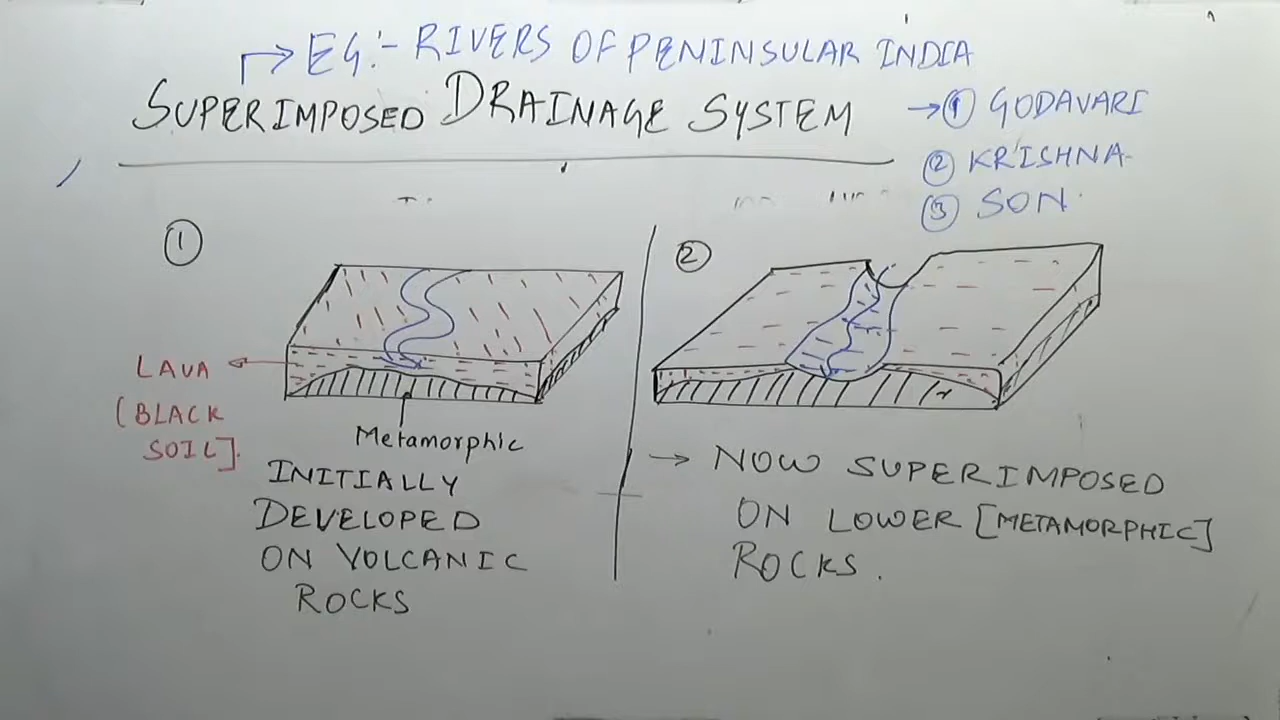 EG:- RIVERS OF PENINSULAR INDIA
SUPERIMPOSED DRAINAGE SYSTEM
→① GODAVARI
② KRISHNA
③ SON
①
②
LAVA
(BLACK
SOIL].
Metamorphic
INITIALLY
DEVELOPED
ON VOLCANIC
ROCKS
→ NOW SUPERIMPOSED
ON LOWER [METAMORPHIC]
ROCKS.